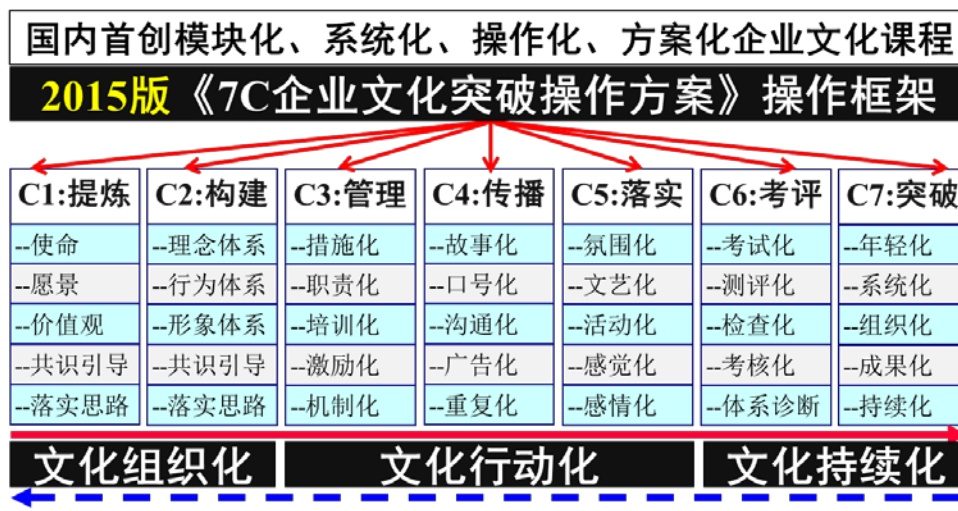 国内首创模块化、系统化、操作化、方案化企业文化课程
2015版《7C企业文化突破操作方案》操作框架
C1:提炼
--使命
--愿景
--价值观
--共识引导
--落实思路
C2:构建
--理念体系
--行为体系
--形象体系
--共识引导
--落实思路
C3:管理
--措施化
--职责化
--培训化
--激励化
--机制化
C4:传播
--故事化
--口号化
--沟通化
--广告化
--重复化
C5:落实
--氛围化
--文艺化
--活动化
--感觉化
--感情化
C6:考评
--考试化
--测评化
--检查化
--考核化
--体系诊断
C7:突破
--年轻化
--系统化
--组织化
--成果化
--持续化
文化组织化
文化行动化
文化持续化